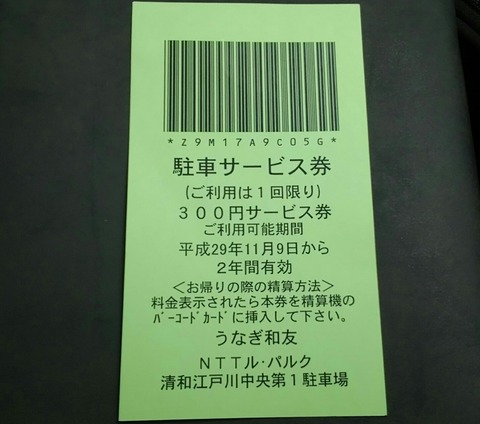 *Z9M17A9C05G*
駐車サービス券
(ご利用は1回限り)
300円サービス券
ご利用可能期間
平成29年11月9日から
2年間有効
<お帰りの際の精算方法>
料金表示されたら本券を精算機の
ﾊﾞｰｺｰﾄﾞｶｰﾄﾞに挿入して下さい。
うなぎ和友
NTTル・パルク
清和江戸川中央第1駐車場